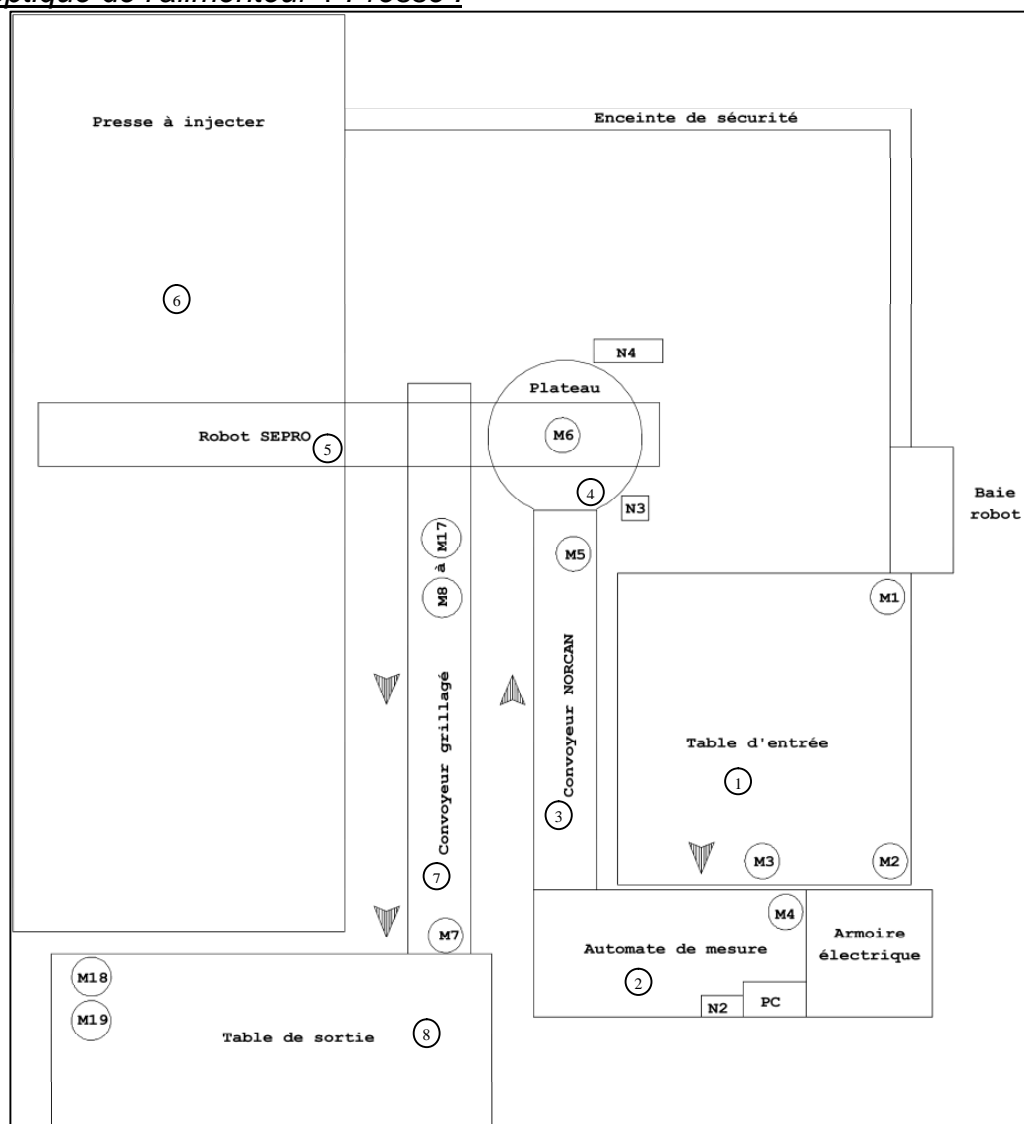 de l'alimenteur
Presse à injecter
Enceinte de sécurité
6
N4
Plateau
Robot SEPRO
5
M6
4
N3
Baie
robot
M8 à M17
M5
M1
Convoyeur grillagé
Convoyeur NORCAN
Table d'entrée
1
3
7
M3
M2
M7
M4
Automate de mesure
2
N2
PC
Armoire
électrique
M18
M19
Table de sortie
8